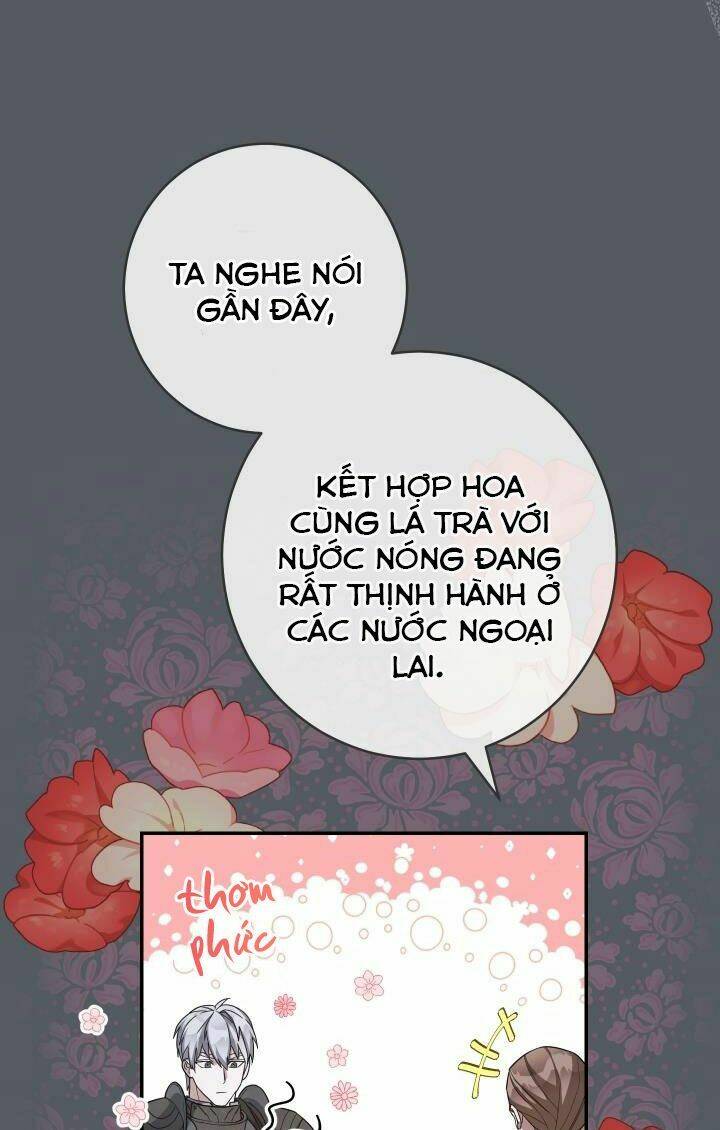 TA NGHE NÓI
GẦN ĐÂY,
KẾT HỢP HOA
CÙNG LÁ TRÀ VỚI
NƯỚC NÓNG ĐANG
RẤT THỊNH HÀNH Ở
CÁC NƯỚC NGOẠI
LAI.
thơm
phức